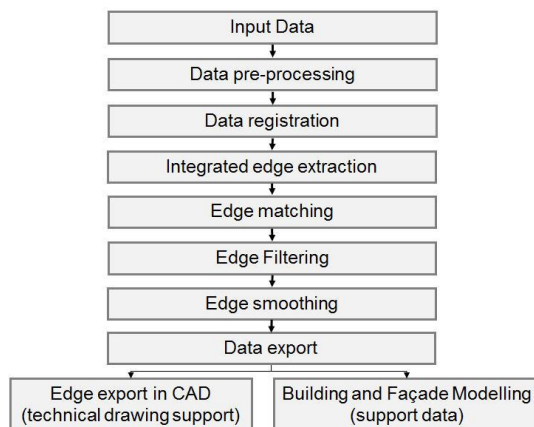 Input Data
Data pre-processing
Data registration
Integrated edge extraction
Edge matching
Edge Filtering
Edge smoothing
Data export
Edge export in CAD
(technical drawing support)
Building and Façade Modelling
(support data)